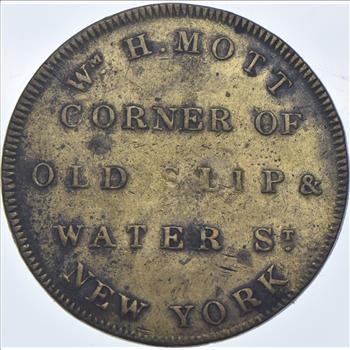 Wm H. MOTT
CORNER OF
OLD SLIP &
WATER ST.
NEW YORK